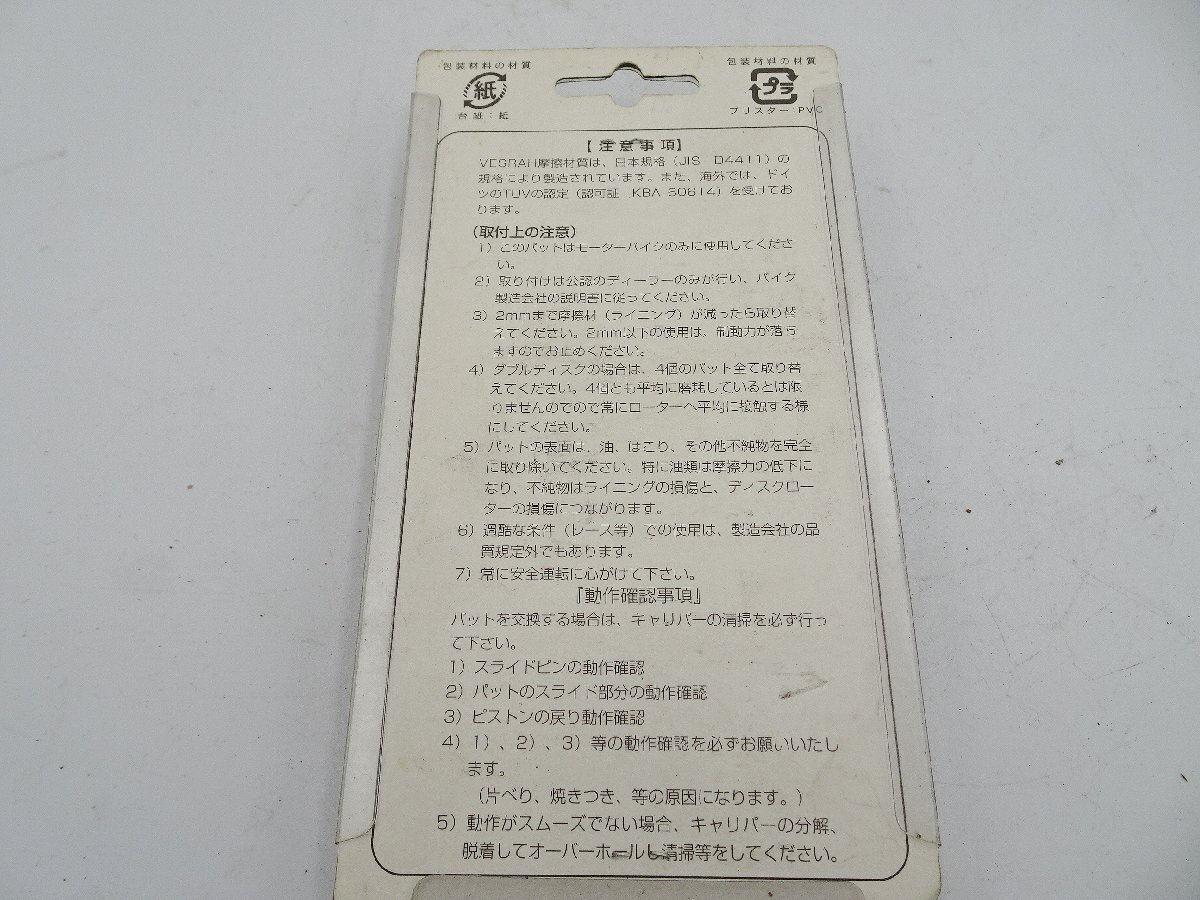 包装材料の材質
紙
台紙：紙
包装材料の材質
プラ
ブリスター：PVC
【注意事項】
VESRAH摩擦材質は、日本規格（JIS D4411）の
規格により製造されています。また、海外では、ドイ
ツのTUVの認定（認可証 KBA 60814）を受けてお
ります。
（取付上の注意）
1）このパットはモーターバイクのみに使用してくださ
い。
2）取り付けは公認のディーラーのみが行い、バイク
製造会社の説明書に従ってください。
3）2mmまで摩擦材（ライニング）が減ったら取り替
えてください。2mm以下の使用は、制動力が落ち
ますのでお止めください。
4）ダブルディスクの場合は、4個のパット全て取り替
えてください。4個とも平均に磨耗しているとは限
りませんのでので常にローターへ平均に接触する様
にしてください。
5）パットの表面は、油、ほこり、その他不純物を完全
に取り除いてください。特に油類は摩擦力の低下に
なり、不純物はライニングの損傷と、ディスクロー
ターの損傷につながります。
6）過酷な条件（レース等）での使用は、製造会社の品
質規定外でもあります。
7）常に安全運転に心がけて下さい。
『動作確認事項』
パットを交換する場合は、キャリパーの清掃を必ず行っ
て下さい。
1）スライドピンの動作確認
2）パットのスライド部分の動作確認
3）ピストンの戻り動作確認
4）1）、2）、3）等の動作確認を必ずお願いいたし
ます。
（片べり、焼きつき、等の原因になります。）
5）動作がスムーズでない場合、キャリパーの分解、
脱着してオーバーホールし清掃等をしてください。